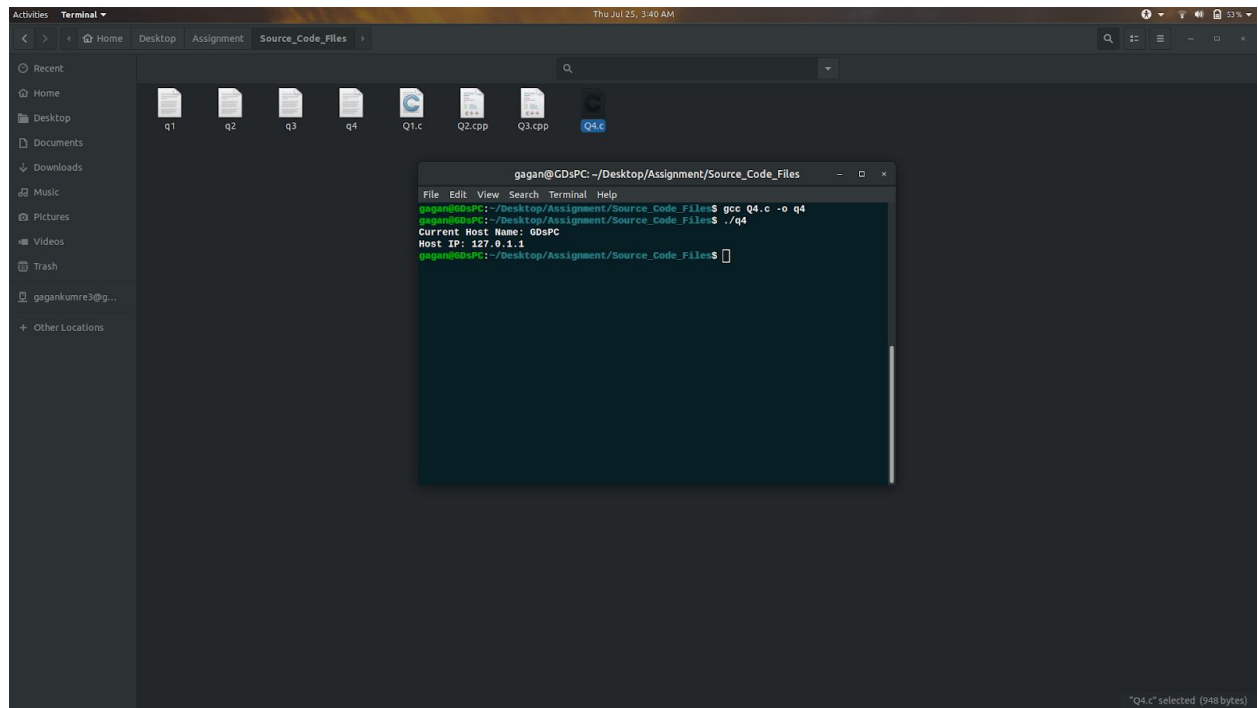 Activities Terminal Thu Jul 25, 3:40 AM 53%
Home Desktop Assignment Source_Code_Files
Recent
Home
Desktop
Documents
Downloads
Music
Pictures
Videos
Trash
gagankumre3@g...
+ Other Locations
q1 q2 q3 q4 Q1.c Q2.cpp Q3.cpp Q4.c
gagan@GDsPC: ~/Desktop/Assignment/Source_Code_Files
File Edit View Search Terminal Help
gagan@GDsPC:~/Desktop/Assignment/Source_Code_Files$ gcc Q4.c -o q4
gagan@GDsPC:~/Desktop/Assignment/Source_Code_Files$ ./q4
Current Host Name: GDsPC
Host IP: 127.0.1.1
gagan@GDsPC:~/Desktop/Assignment/Source_Code_Files$
"Q4.c" selected (948 bytes)